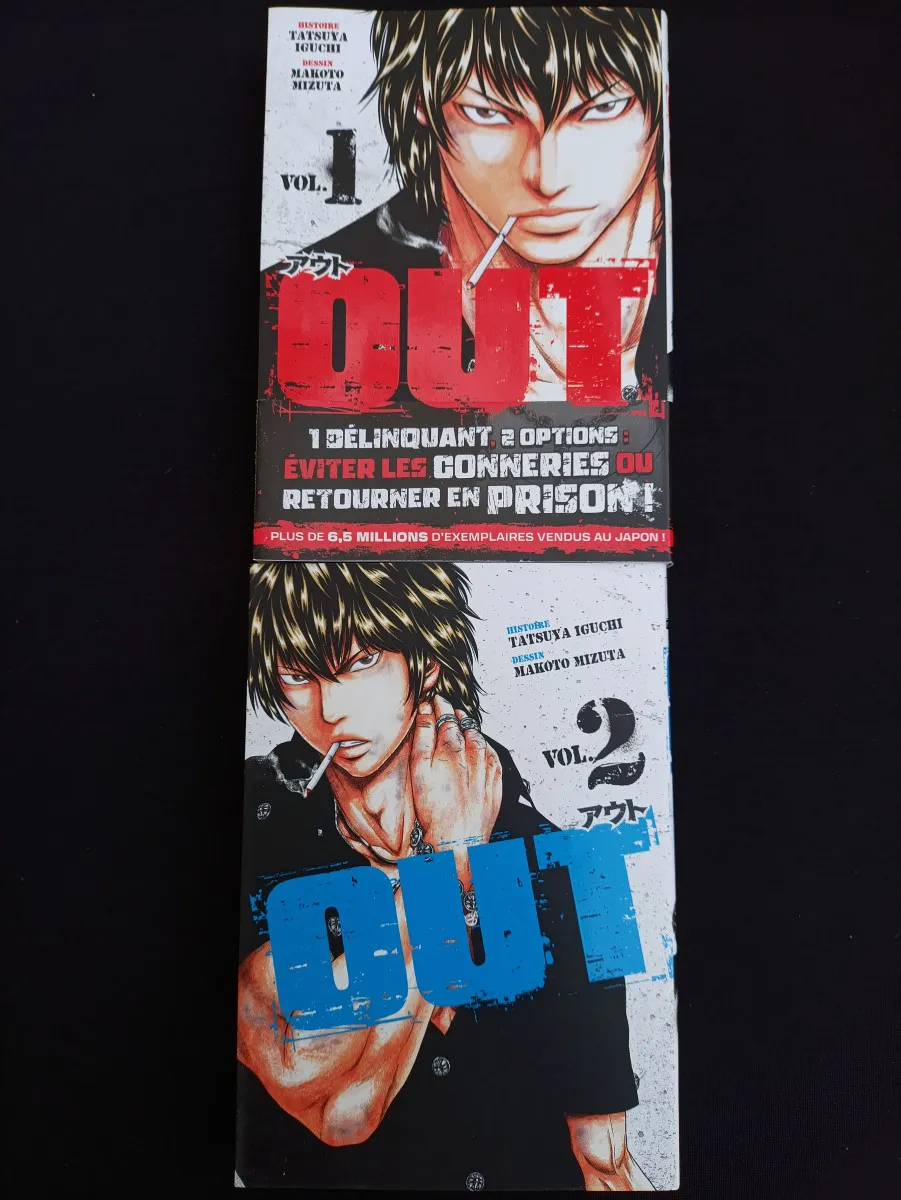 HISTOIRE
TATSUYA
IGUCHI
DESSIN
MAKOTO
MIZUTA
VOL.1
アウト
OUT
1 DÉLINQUANT, 2 OPTIONS :
ÉVITER LES CONNERIES OU
RETOURNER EN PRISON !
PLUS DE 6,5 MILLIONS D'EXEMPLAIRES VENDUS AU JAPON !
HISTOIRE
TATSUYA IGUCHI
DESSIN
MAKOTO MIZUTA
VOL.2
アウト
OUT